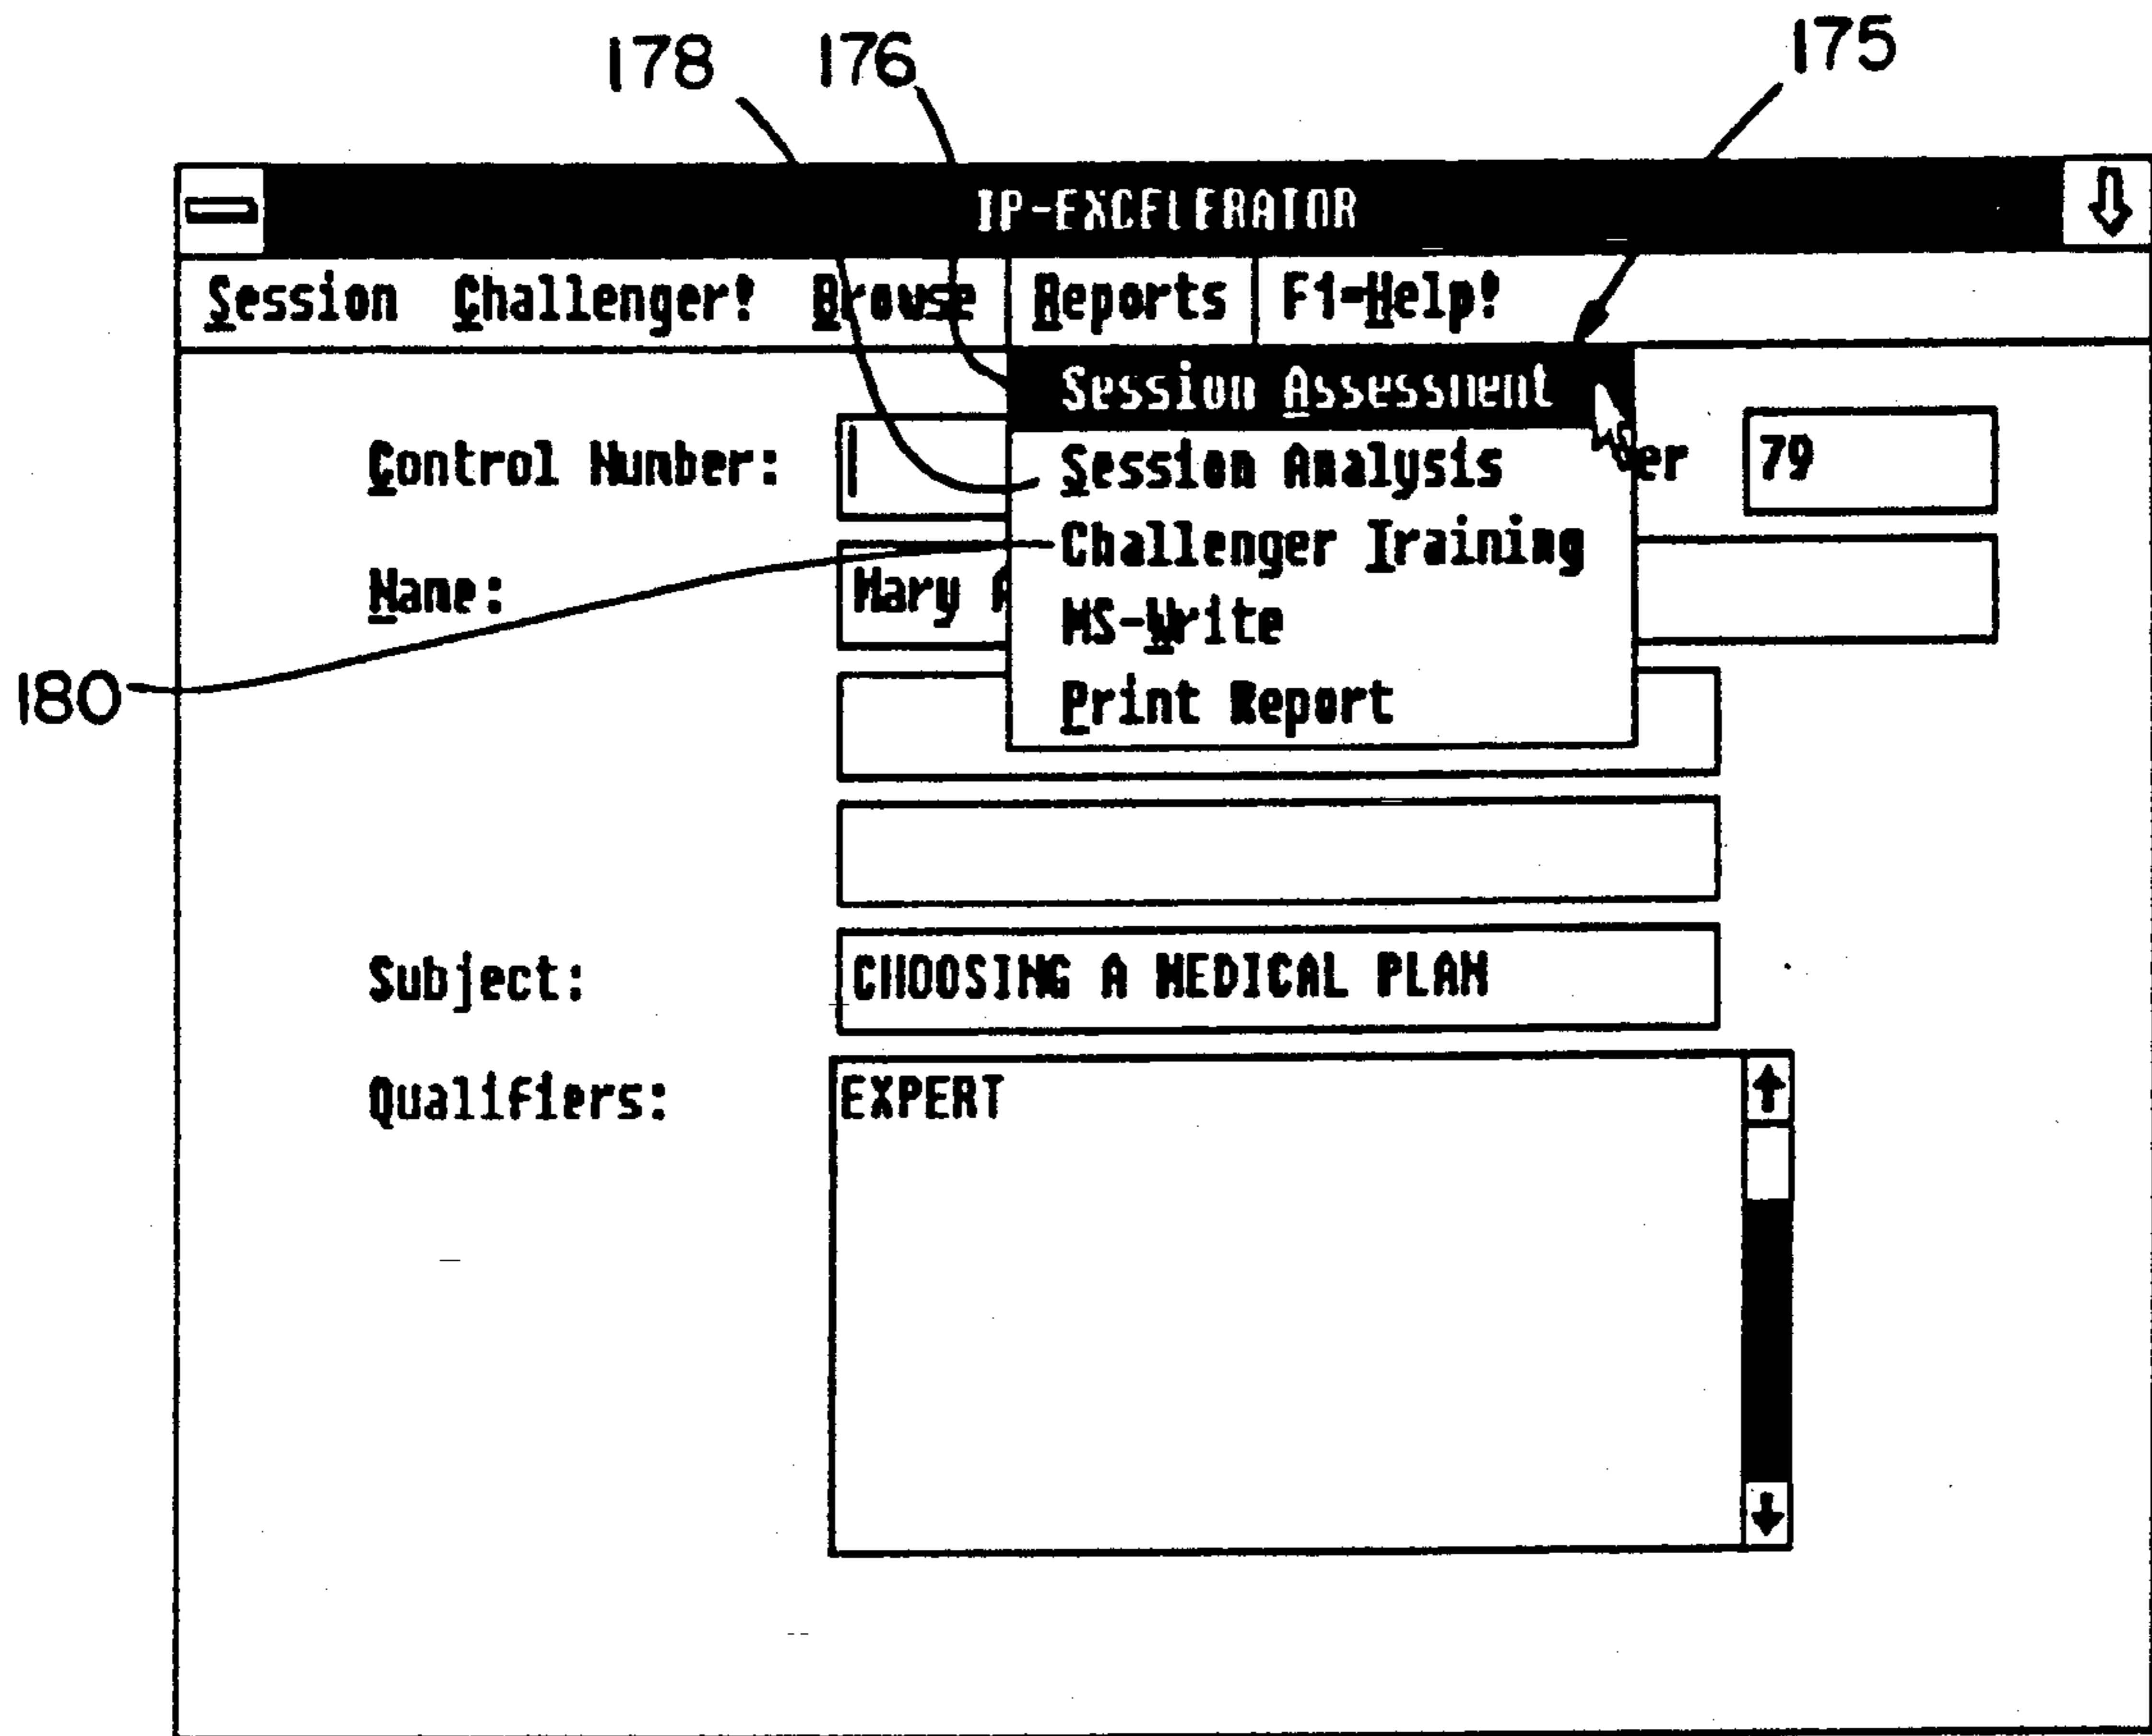 178 176 175
IP-EXCELERATOR
Session Challenger! Browse Reports F1=Help!
Session Assessment
Control Number: Session Analysis 79
Challenger Training
Name: Mary
MS-Write
180
Print Report
Subject: CHOOSING A MEDICAL PLAN
Qualifiers: EXPERT